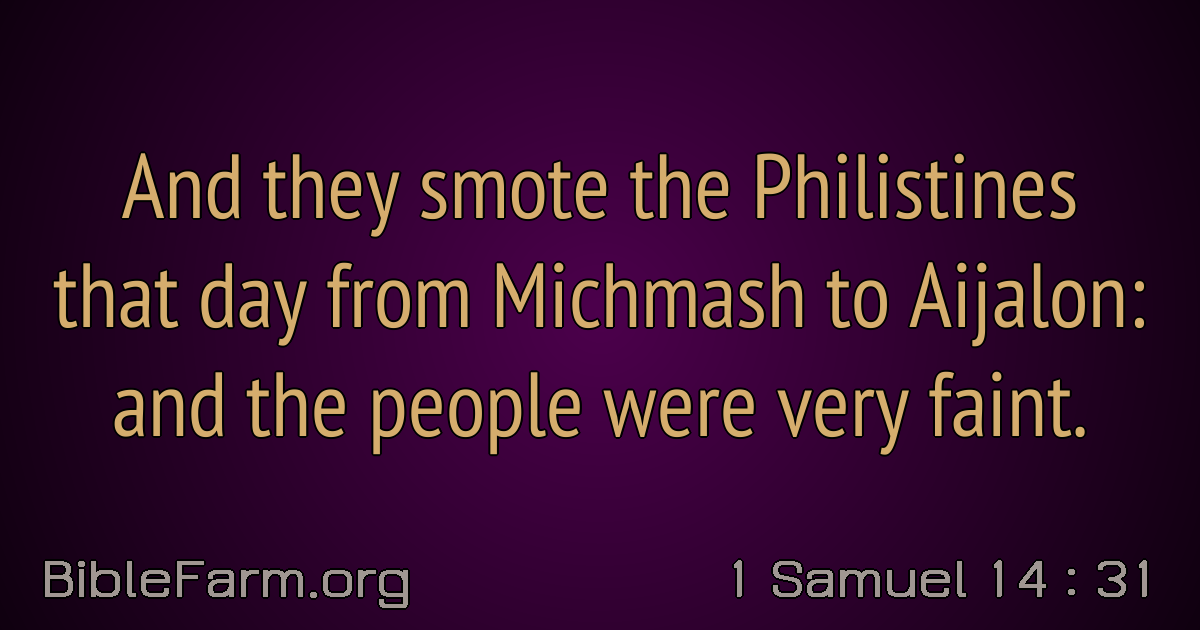 And they smote the Philistines
that day from Michmash to Aijalon:
and the people were very faint.
BibleFarm.org
1 Samuel 14 : 31